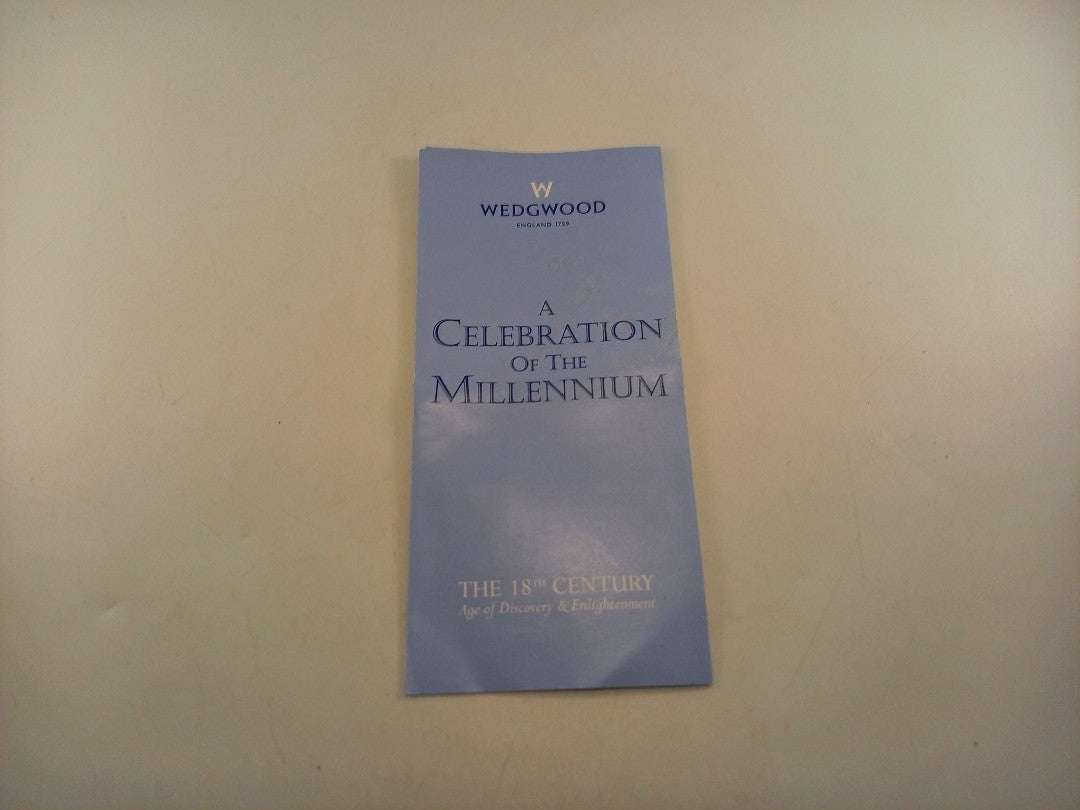 W
WEDGWOOD
ENGLAND 1759
A
CELEBRATION
OF THE
MILLENNIUM
THE 18TH CENTURY
Age of Discovery & Enlightenment